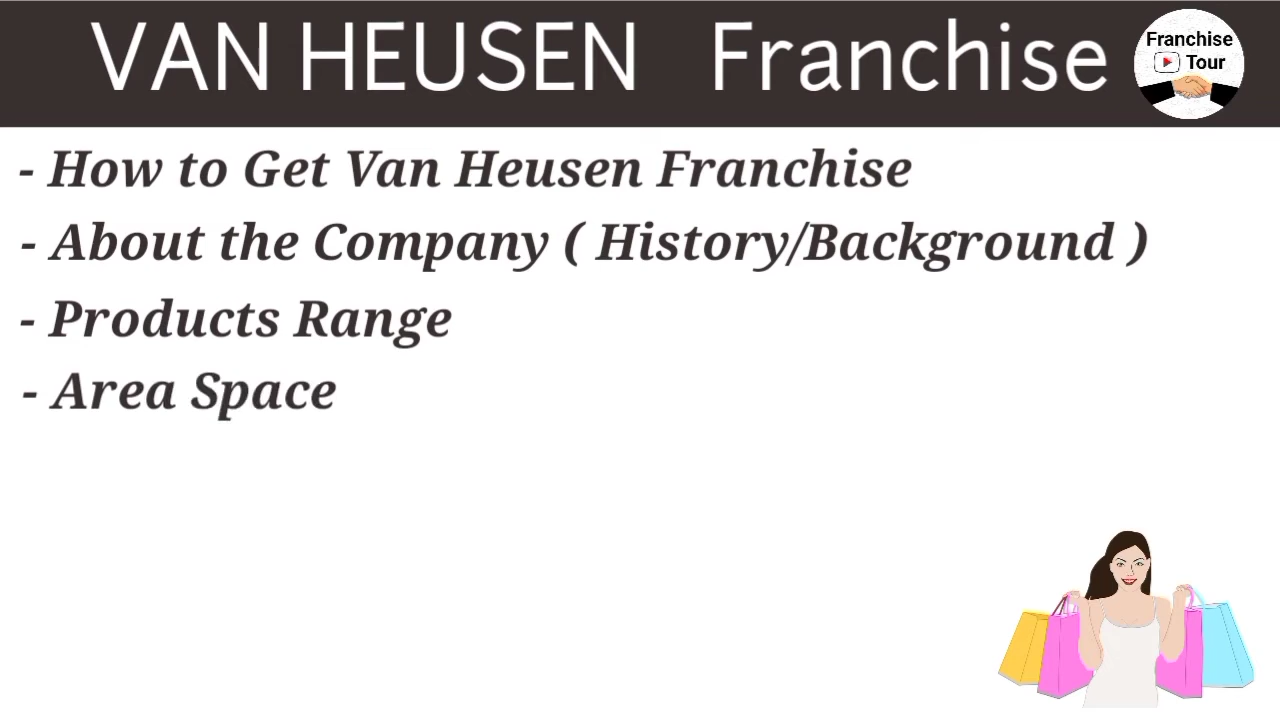 VAN HEUSEN Franchise
Franchise
Tour
- How to Get Van Heusen Franchise
- About the Company ( History/Background )
- Products Range
- Area Space